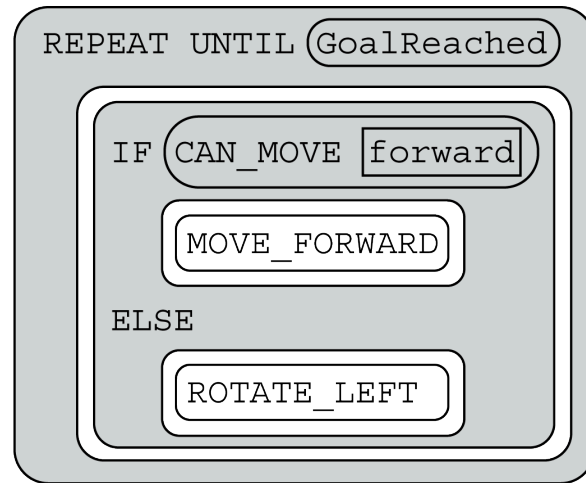 REPEAT UNTIL GoalReached
IF CAN_MOVE forward
MOVE_FORWARD
ELSE
ROTATE_LEFT